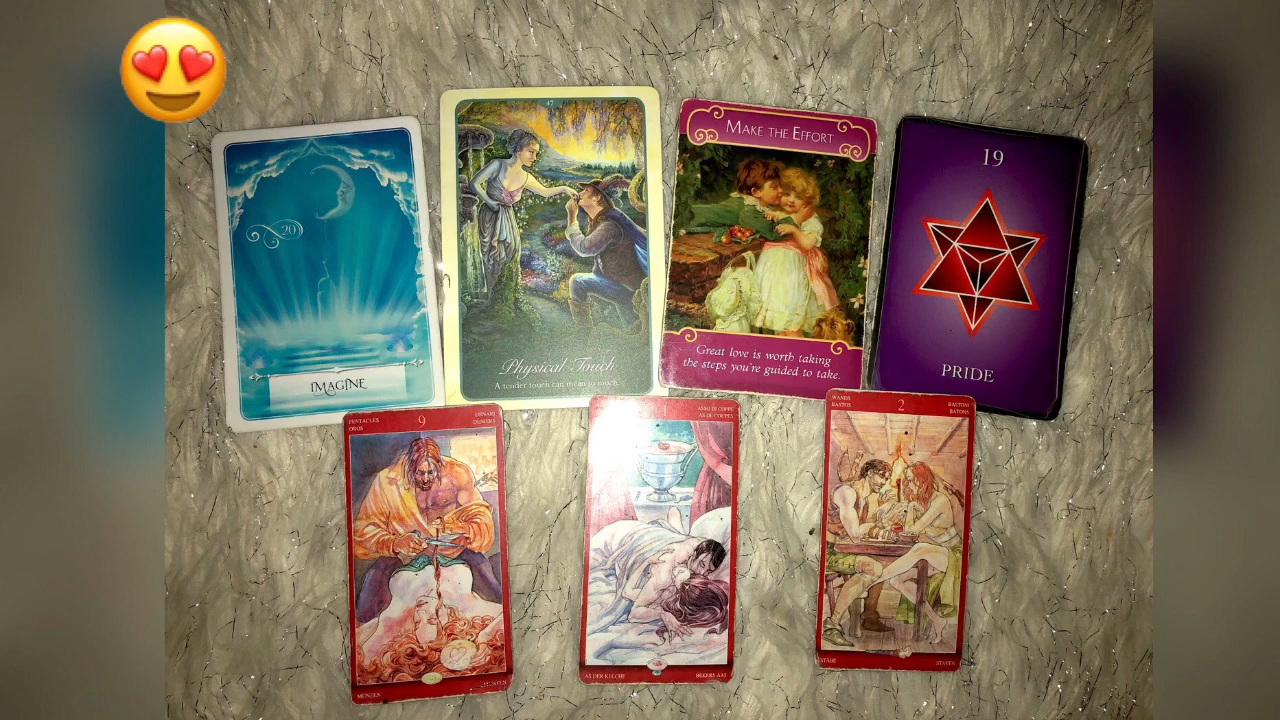 20
IMAGINE
47
Physical Touch
A tender touch can mean so much.
MAKE THE EFFORT
Great love is worth taking
the steps you're guided to take.
19
PRIDE
PENTACLES
OROS
9
DENARI
DENIERS
MÜNZEN
ASSO DI COPPE
AS DE COUPES
AS DER KELCHE
BEKERS AAS
WANDS
BASTOS
2
BASTONI
BATONS
STÄBE
STAVEN